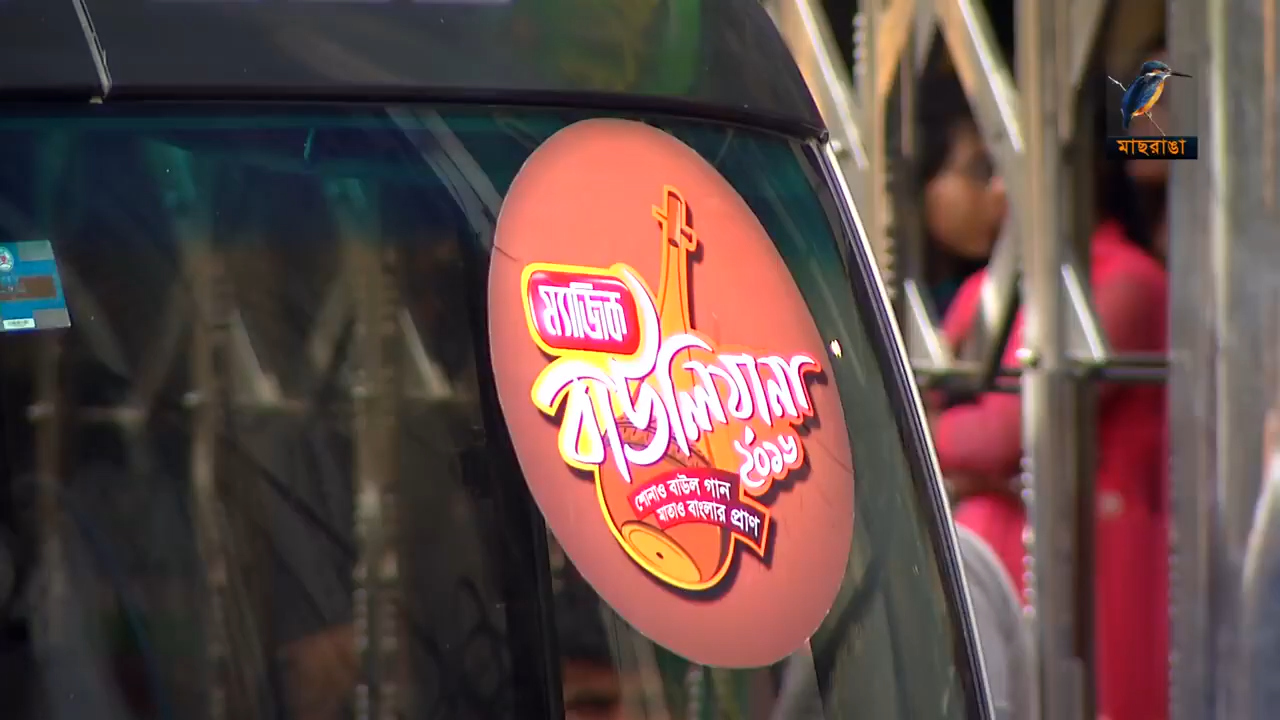 মাছরাঙা
ম্যাজিক
বাউলিয়ানা
২০১৬
শোনাও বাউল গান
মাতাও বাংলার প্রাণ